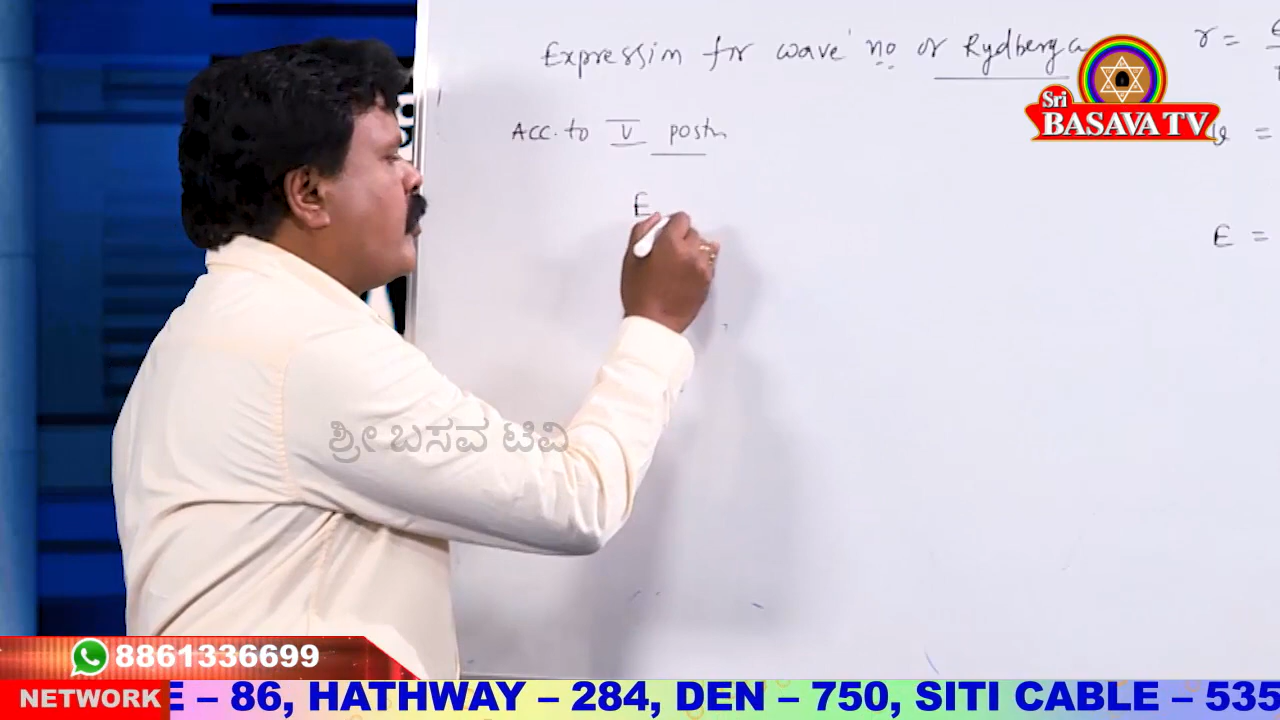 Expression for wave no or Rydberg
r =
Sri
BASAVA TV
Acc. to V postu
ϑ =
E
E =
ಶ್ರೀ ಬಸವ ಟಿವಿ
8861336699
NETWORK E – 86, HATHWAY – 284, DEN – 750, SITI CABLE – 535